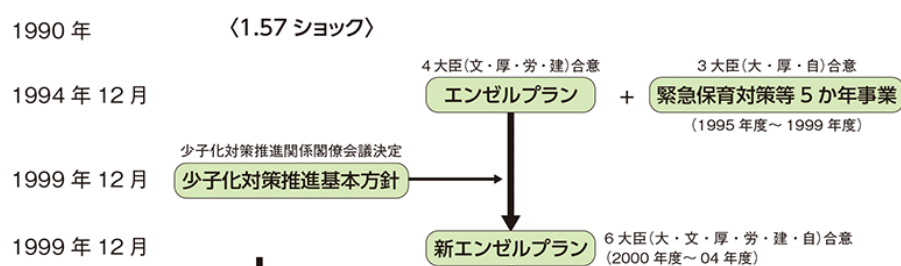 1990 年
〈1.57 ショック〉
4大臣(文・厚・労・建)合意
3大臣(大・厚・自)合意
1994 年 12 月
エンゼルプラン
+
緊急保育対策等5か年事業
(1995 年度～ 1999 年度)
少子化対策推進関係閣僚会議決定
1999 年 12 月
少子化対策推進基本方針
1999 年 12 月
新エンゼルプラン
6大臣(大・文・厚・労・建・自)合意
(2000 年度～ 04 年度)